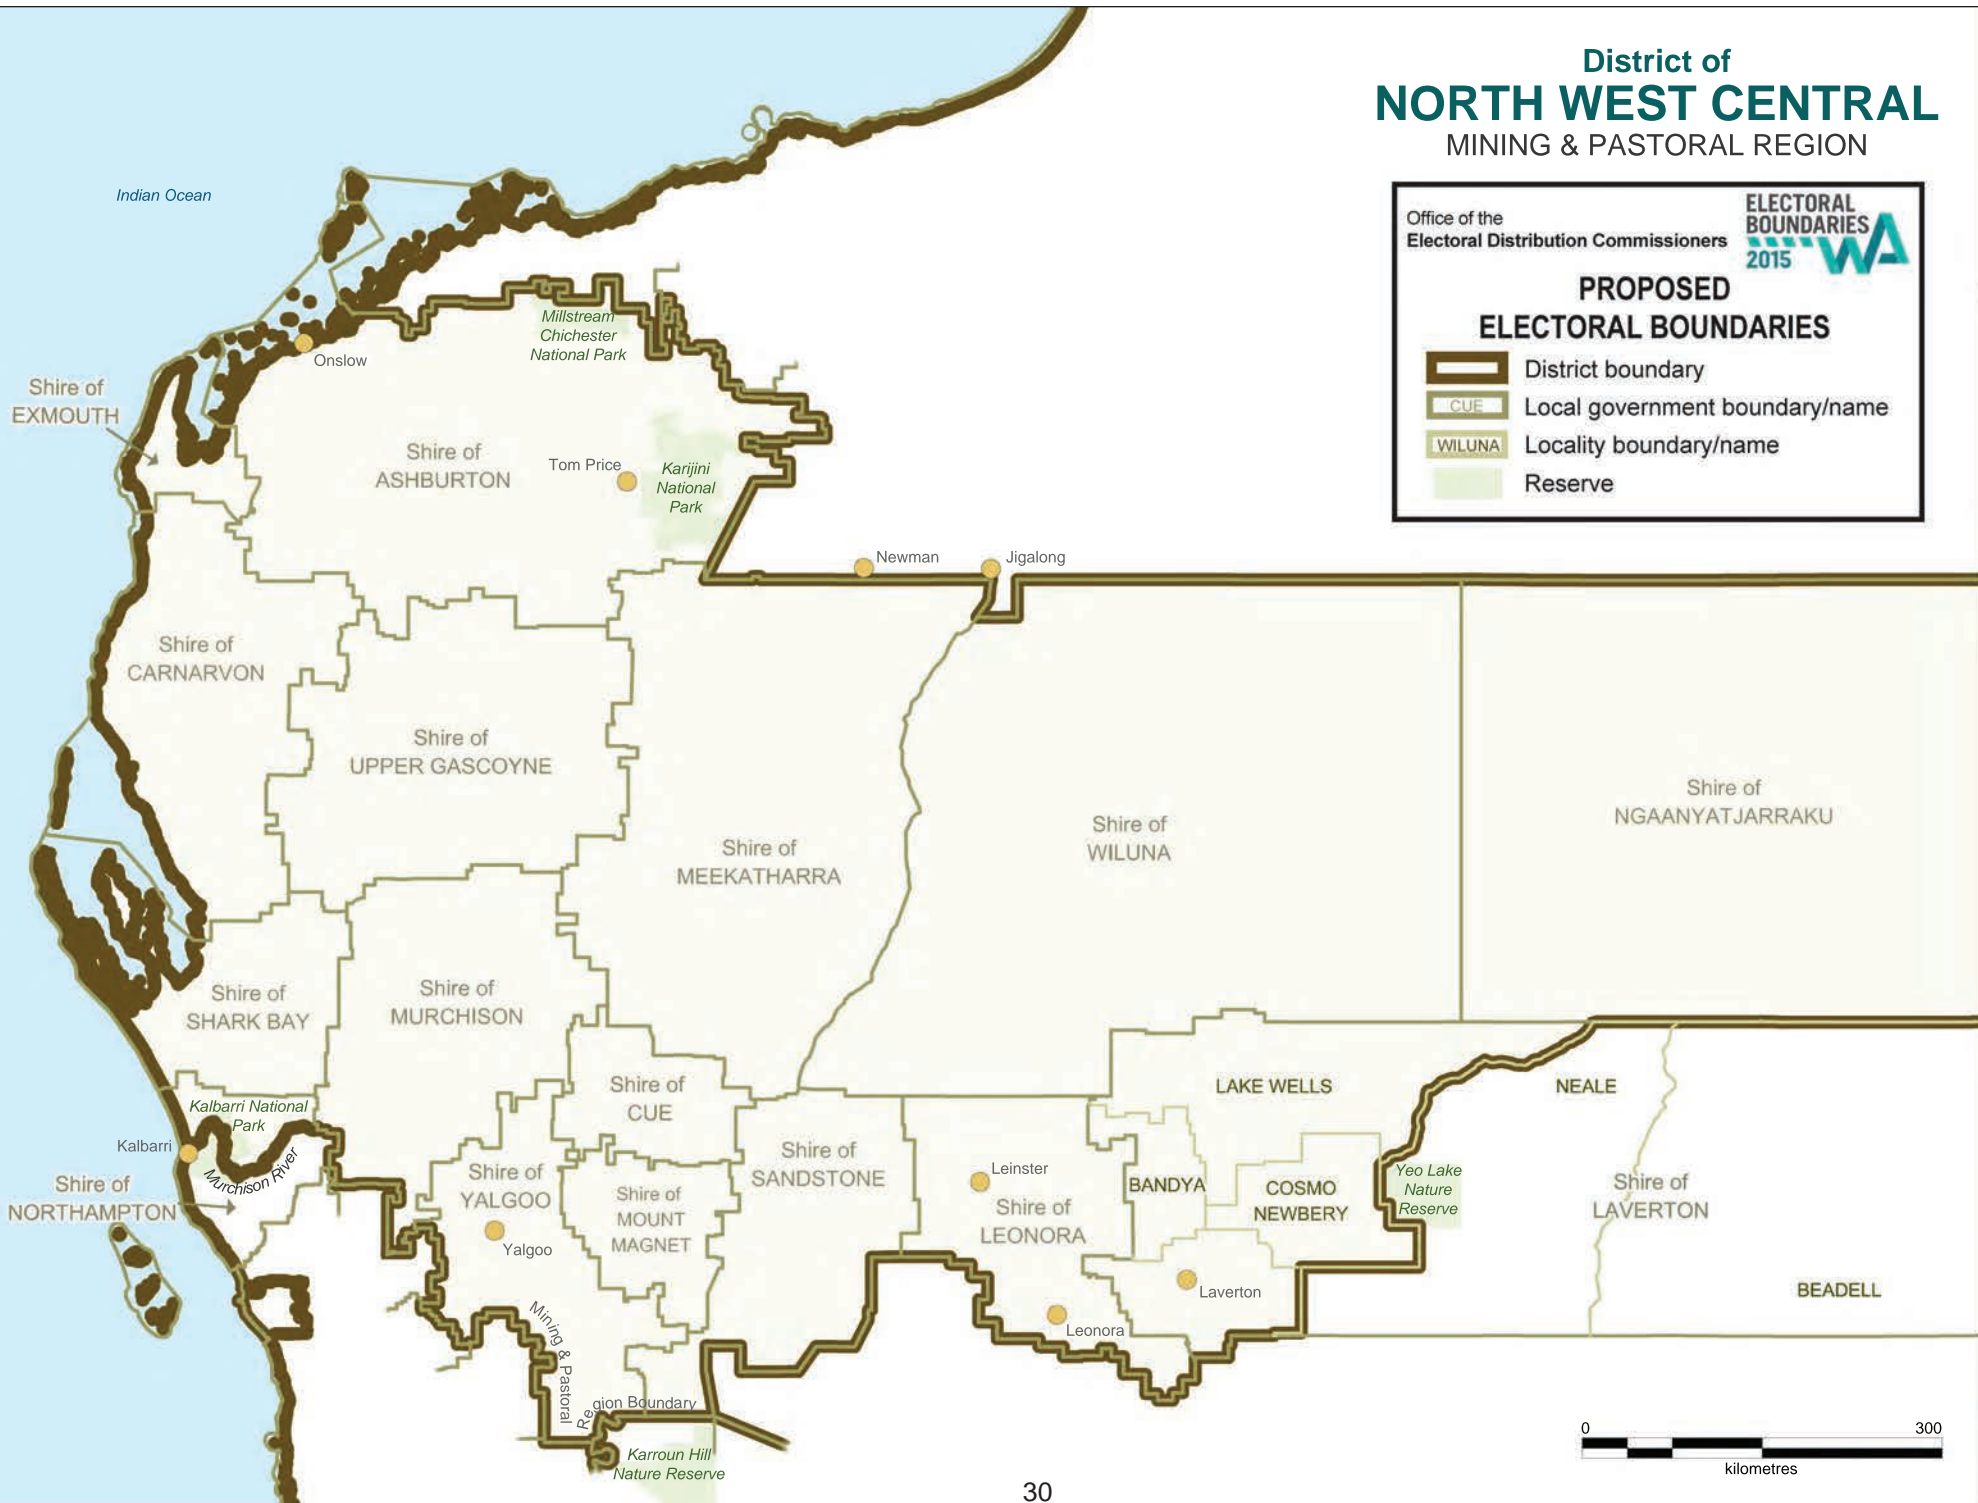 District of
NORTH WEST CENTRAL
MINING & PASTORAL REGION
Office of the
Electoral Distribution Commissioners
ELECTORAL
BOUNDARIES
2015
WA
PROPOSED
ELECTORAL BOUNDARIES
District boundary
CUE
Local government boundary/name
WILUNA
Locality boundary/name
Reserve
Indian Ocean
Onslow
Millstream
Chichester
National Park
Shire of
EXMOUTH
Shire of
ASHBURTON
Tom Price
Karijini
National
Park
Newman
Jigalong
Shire of
CARNARVON
Shire of
UPPER GASCOYNE
Shire of
MEEKATHARRA
Shire of
WILUNA
Shire of
NGAANYATJARRAKU
Shire of
SHARK BAY
Shire of
MURCHISON
Shire of
CUE
LAKE WELLS
NEALE
Kalbarri National
Park
Kalbarri
Murchison River
Shire of
NORTHAMPTON
Shire of
YALGOO
Yalgoo
Shire of
MOUNT
MAGNET
Shire of
SANDSTONE
Leinster
Shire of
LEONORA
BANDYA
COSMO
NEWBERY
Yeo Lake
Nature
Reserve
Shire of
LAVERTON
Laverton
Leonora
BEADELL
Mining & Pastoral
Region Boundary
Karroun Hill
Nature Reserve
0 300
kilometres
30